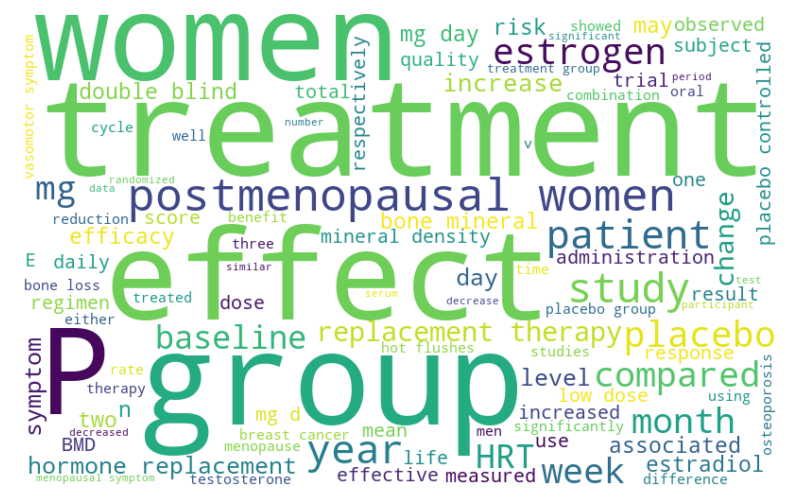 women
mg day
risk
showed
significant
may
observed
quality
estrogen
subject
treatment group
vasomotor symptom
respectively
double blind
total
increase
trial
period
combination
oral
placebo controlled
treatment
cycle
well
number
v
randomized
data
mg
postmenopausal women
one
reduction
score
benefit
bone mineral
efficacy
three
mineral density
patient
change
E
daily
effect
administration
similar
day
time
bone loss
study
result
test
regimen
either
treated
dose
serum
decrease
placebo group
participant
symptom
P
baseline
replacement therapy
placebo
hot flushes
studies
response
group
rate
level
compared
therapy
low dose
using
osteoporosis
two
n
mg d
increased
month
decreased
breast cancer
mean
men
significantly
BMD
menopause
year
life
HRT
use
associated
hormone replacement
week
estradiol
menopausal symptom
testosterone
effective
measured
difference